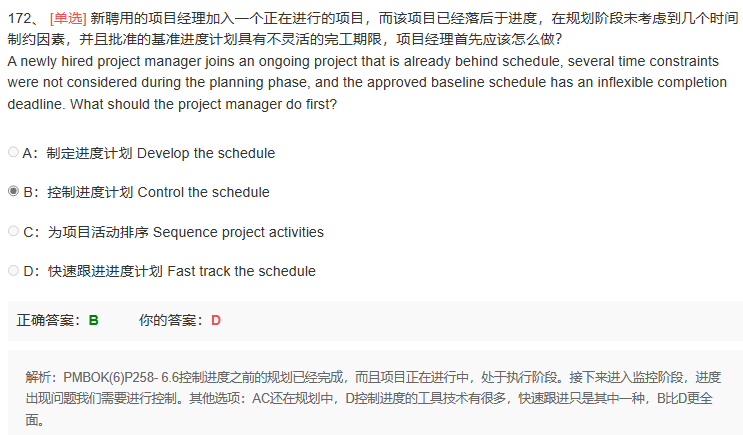 172、 [单选] 新聘用的项目经理加入一个正在进行的项目，而该项目已经落后于进度，在规划阶段未考虑到几个时间
制约因素，并且批准的基准进度计划具有不灵活的完工期限，项目经理首先应该怎么做？
A newly hired project manager joins an ongoing project that is already behind schedule, several time constraints
were not considered during the planning phase, and the approved baseline schedule has an inflexible completion
deadline. What should the project manager do first?
A：制定进度计划 Develop the schedule
B：控制进度计划 Control the schedule
C：为项目活动排序 Sequence project activities
D：快速跟进进度计划 Fast track the schedule
正确答案：B 你的答案：D
解析：PMBOK(6)P258- 6.6控制进度之前的规划已经完成，而且项目正在进行中，处于执行阶段。接下来进入监控阶段，进度
出现问题我们需要进行控制。其他选项：AC还在规划中，D控制进度的工具技术有很多，快速跟进只是其中一种，B比D更全
面。